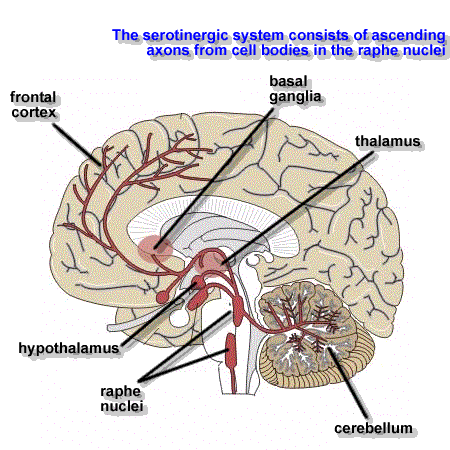 The serotinergic system consists of ascending
axons from cell bodies in the raphe nuclei
basal
ganglia
frontal
cortex
thalamus
hypothalamus
raphe
nuclei
cerebellum